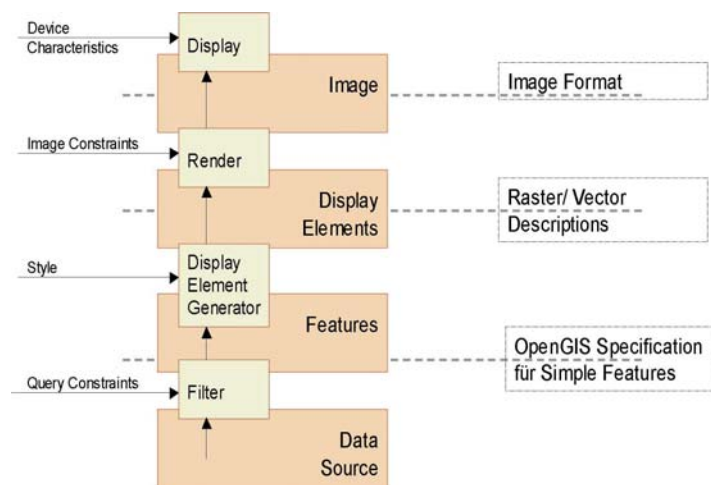 Device
Characteristics
Display
Image
Image Format
Image Constraints
Render
Display
Elements
Raster/ Vector
Descriptions
Style
Display
Element
Generator
Features
OpenGIS Specification
für Simple Features
Query Constraints
Filter
Data
Source